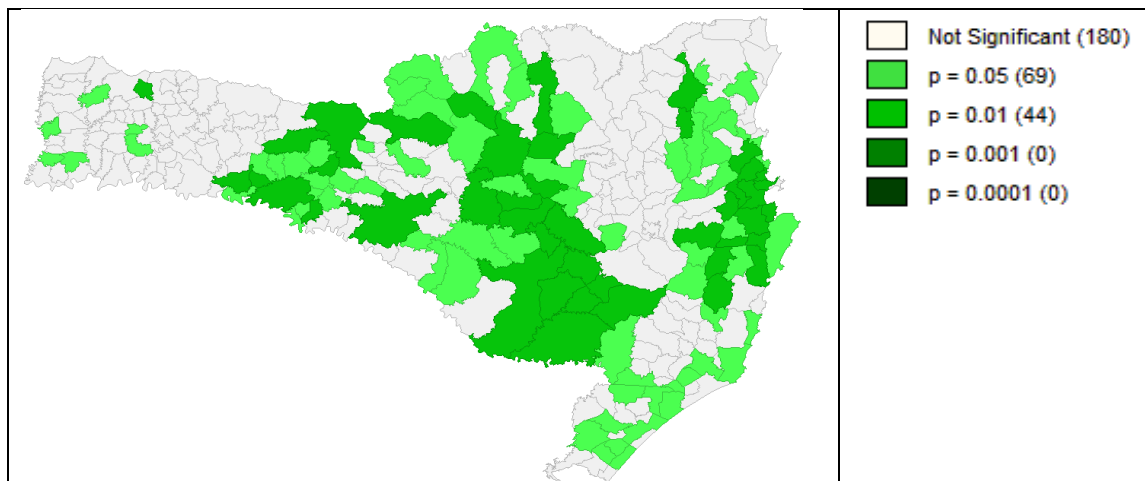 Not Significant (180)
p = 0.05 (69)
p = 0.01 (44)
p = 0.001 (0)
p = 0.0001 (0)